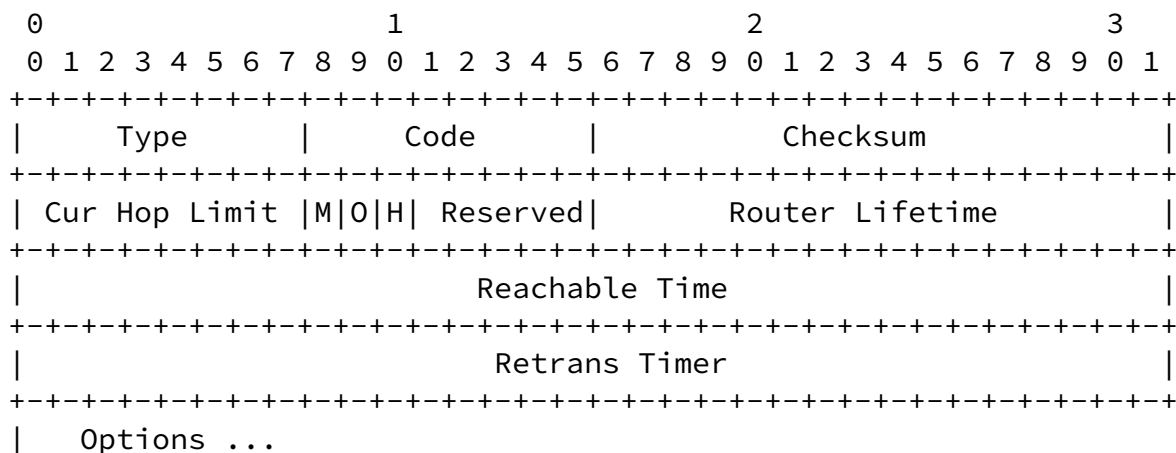 0                   1                   2                   3
 0 1 2 3 4 5 6 7 8 9 0 1 2 3 4 5 6 7 8 9 0 1 2 3 4 5 6 7 8 9 0 1
+-+-+-+-+-+-+-+-+-+-+-+-+-+-+-+-+-+-+-+-+-+-+-+-+-+-+-+-+-+-+-+-+
|     Type      |     Code      |          Checksum             |
+-+-+-+-+-+-+-+-+-+-+-+-+-+-+-+-+-+-+-+-+-+-+-+-+-+-+-+-+-+-+-+-+
| Cur Hop Limit |M|O|H| Reserved|       Router Lifetime         |
+-+-+-+-+-+-+-+-+-+-+-+-+-+-+-+-+-+-+-+-+-+-+-+-+-+-+-+-+-+-+-+-+
|                         Reachable Time                        |
+-+-+-+-+-+-+-+-+-+-+-+-+-+-+-+-+-+-+-+-+-+-+-+-+-+-+-+-+-+-+-+-+
|                          Retrans Timer                        |
+-+-+-+-+-+-+-+-+-+-+-+-+-+-+-+-+-+-+-+-+-+-+-+-+-+-+-+-+-+-+-+-+
|   Options ...